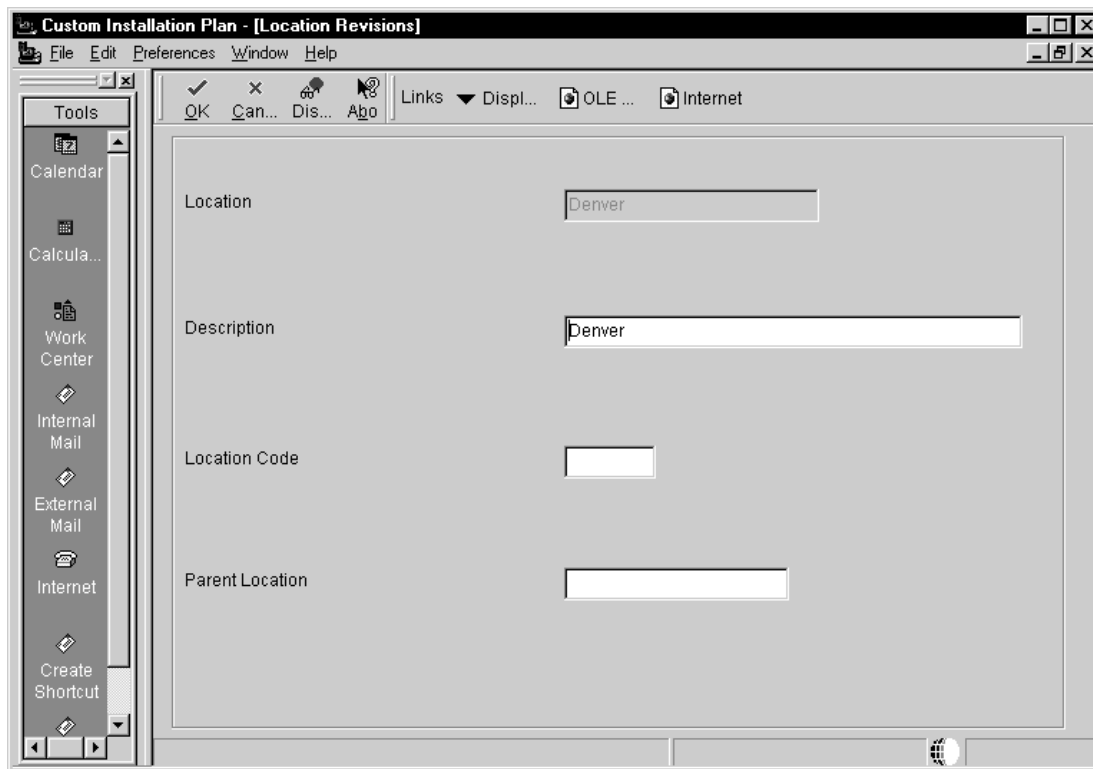 Custom Installation Plan - [Location Revisions]
File Edit Preferences Window Help
Tools
OK Can... Dis... Abo
Links Displ... OLE ... Internet
Calendar
Calcula...
Work
Center
Internal
Mail
External
Mail
Internet
Create
Shortcut
Location
Denver
Description
Denver
Location Code
Parent Location